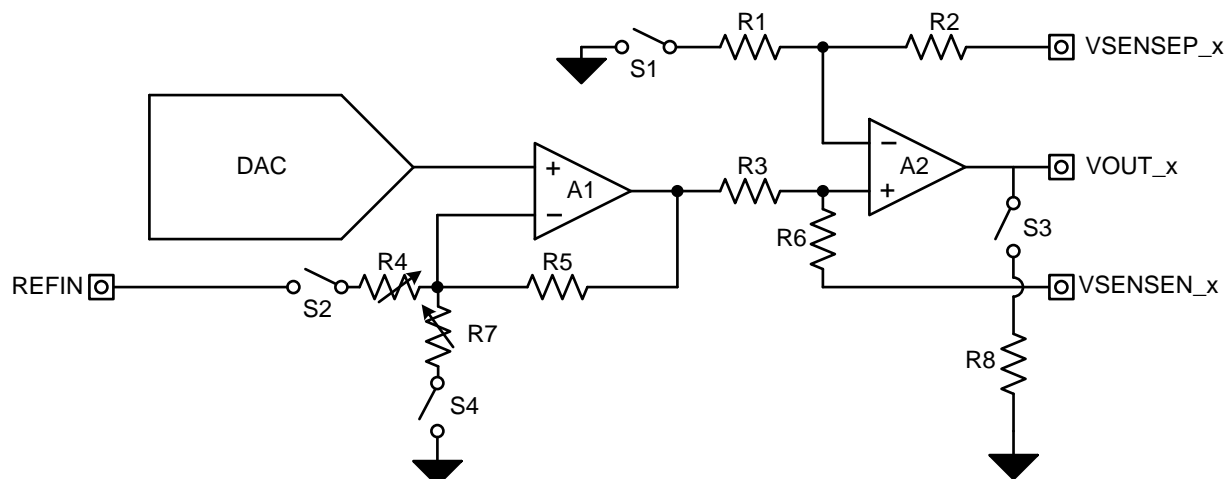 R1
R2
VSENSEP_x
S1
DAC
A1
R3
A2
VOUT_x
S3
R6
R4
R5
REFIN
S2
VSENSEN_x
R7
R8
S4